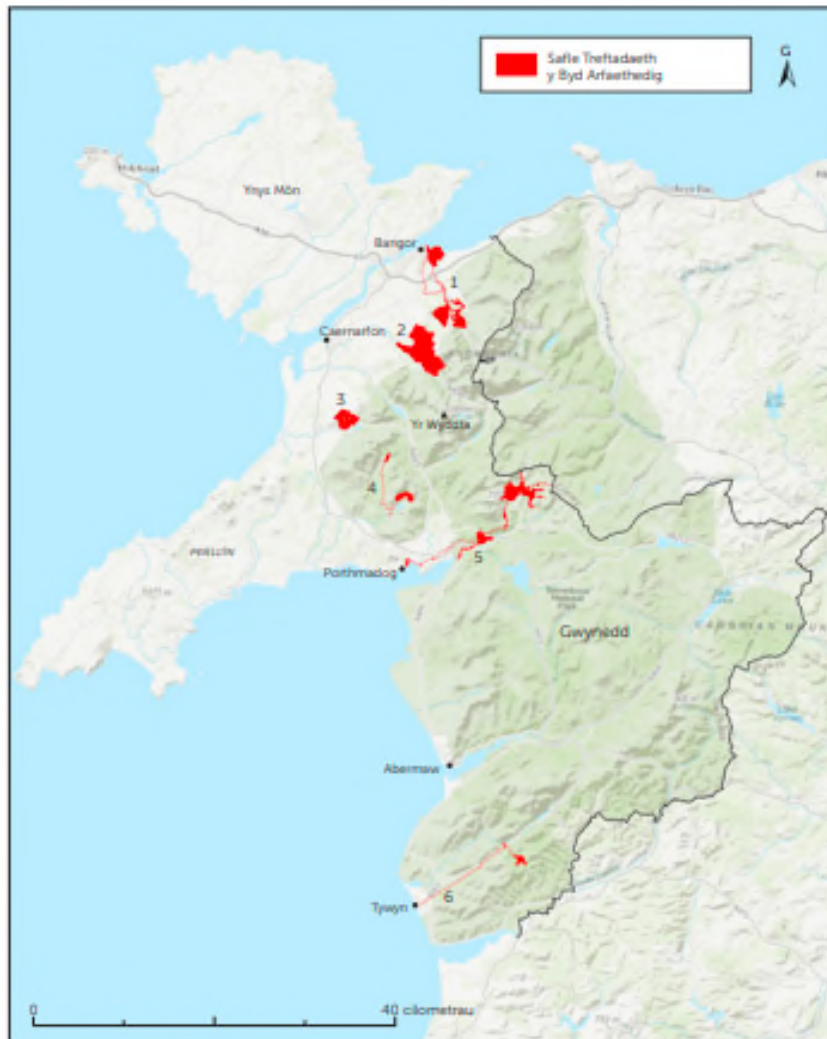 Safle Treftadaeth
y Byd Arfaethedig
G
Ynys Môn
Bangor
1
Caernarfon
2
3
Yr Wyddfa
4
5
Porthmadog
Gwynedd
Abermaw
Tywyn
6
0
40 cilometrau